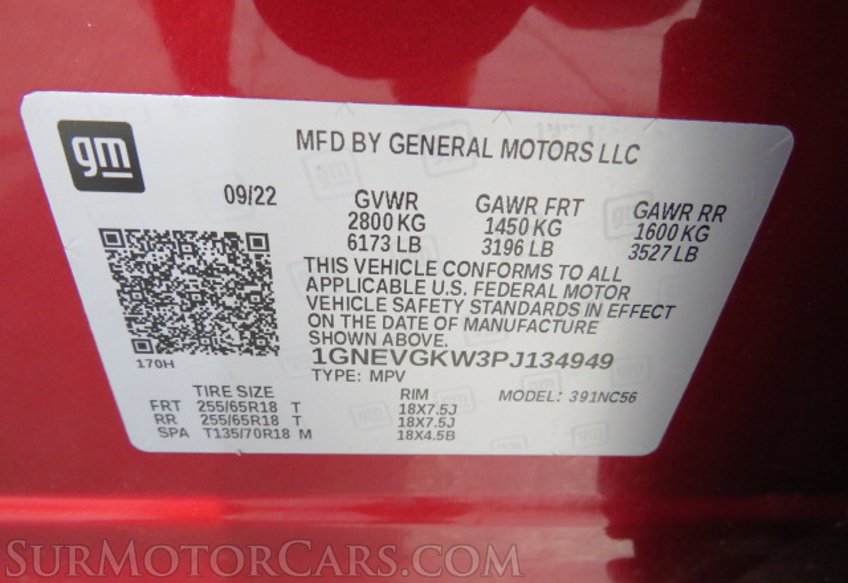 gm
MFD BY GENERAL MOTORS LLC
09/22 GVWR GAWR FRT GAWR RR
2800 KG 1450 KG 1600 KG
6173 LB 3196 LB 3527 LB
THIS VEHICLE CONFORMS TO ALL
APPLICABLE U.S. FEDERAL MOTOR
VEHICLE SAFETY STANDARDS IN EFFECT
ON THE DATE OF MANUFACTURE
SHOWN ABOVE.
170H 1GNEVGKW3PJ134949
TYPE: MPV MODEL: 391NC56
TIRE SIZE RIM
FRT 255/65R18 T 18X7.5J
RR 255/65R18 T 18X7.5J
SPA T135/70R18 M 18X4.5B
SURMOTORCARS.COM